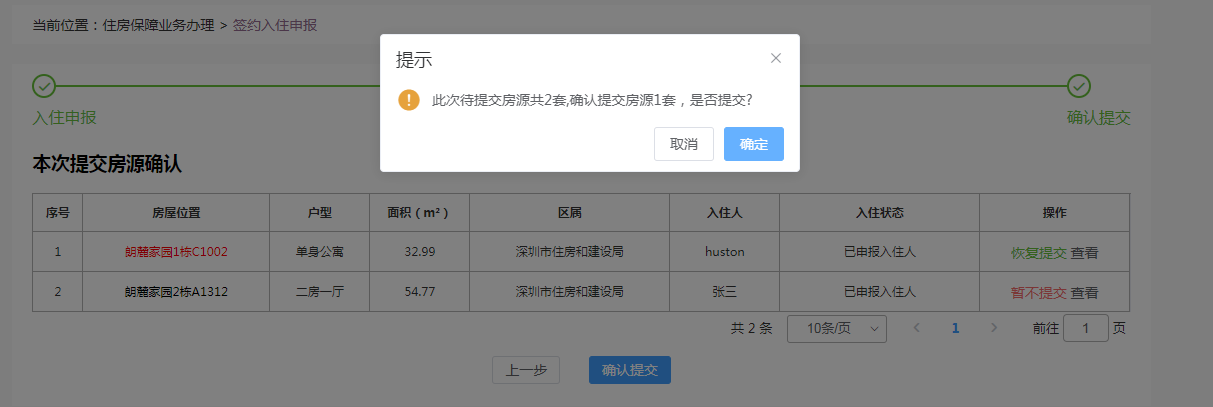 当前位置：住房保障业务办理 > 签约入住申报
提示
此次待提交房源共2套,确认提交房源1套，是否提交?
取消 确定
入住申报 确认提交
本次提交房源确认
序号 房屋位置 户型 面积（m²） 区属 入住人 入住状态 操作
1 朗麓家园1栋C1002 单身公寓 32.99 深圳市住房和建设局 huston 已申报入住人 恢复提交 查看
2 朗麓家园2栋A1312 二房一厅 54.77 深圳市住房和建设局 张三 已申报入住人 暂不提交 查看
共 2 条 10条/页 1 前往 1 页
上一步 确认提交